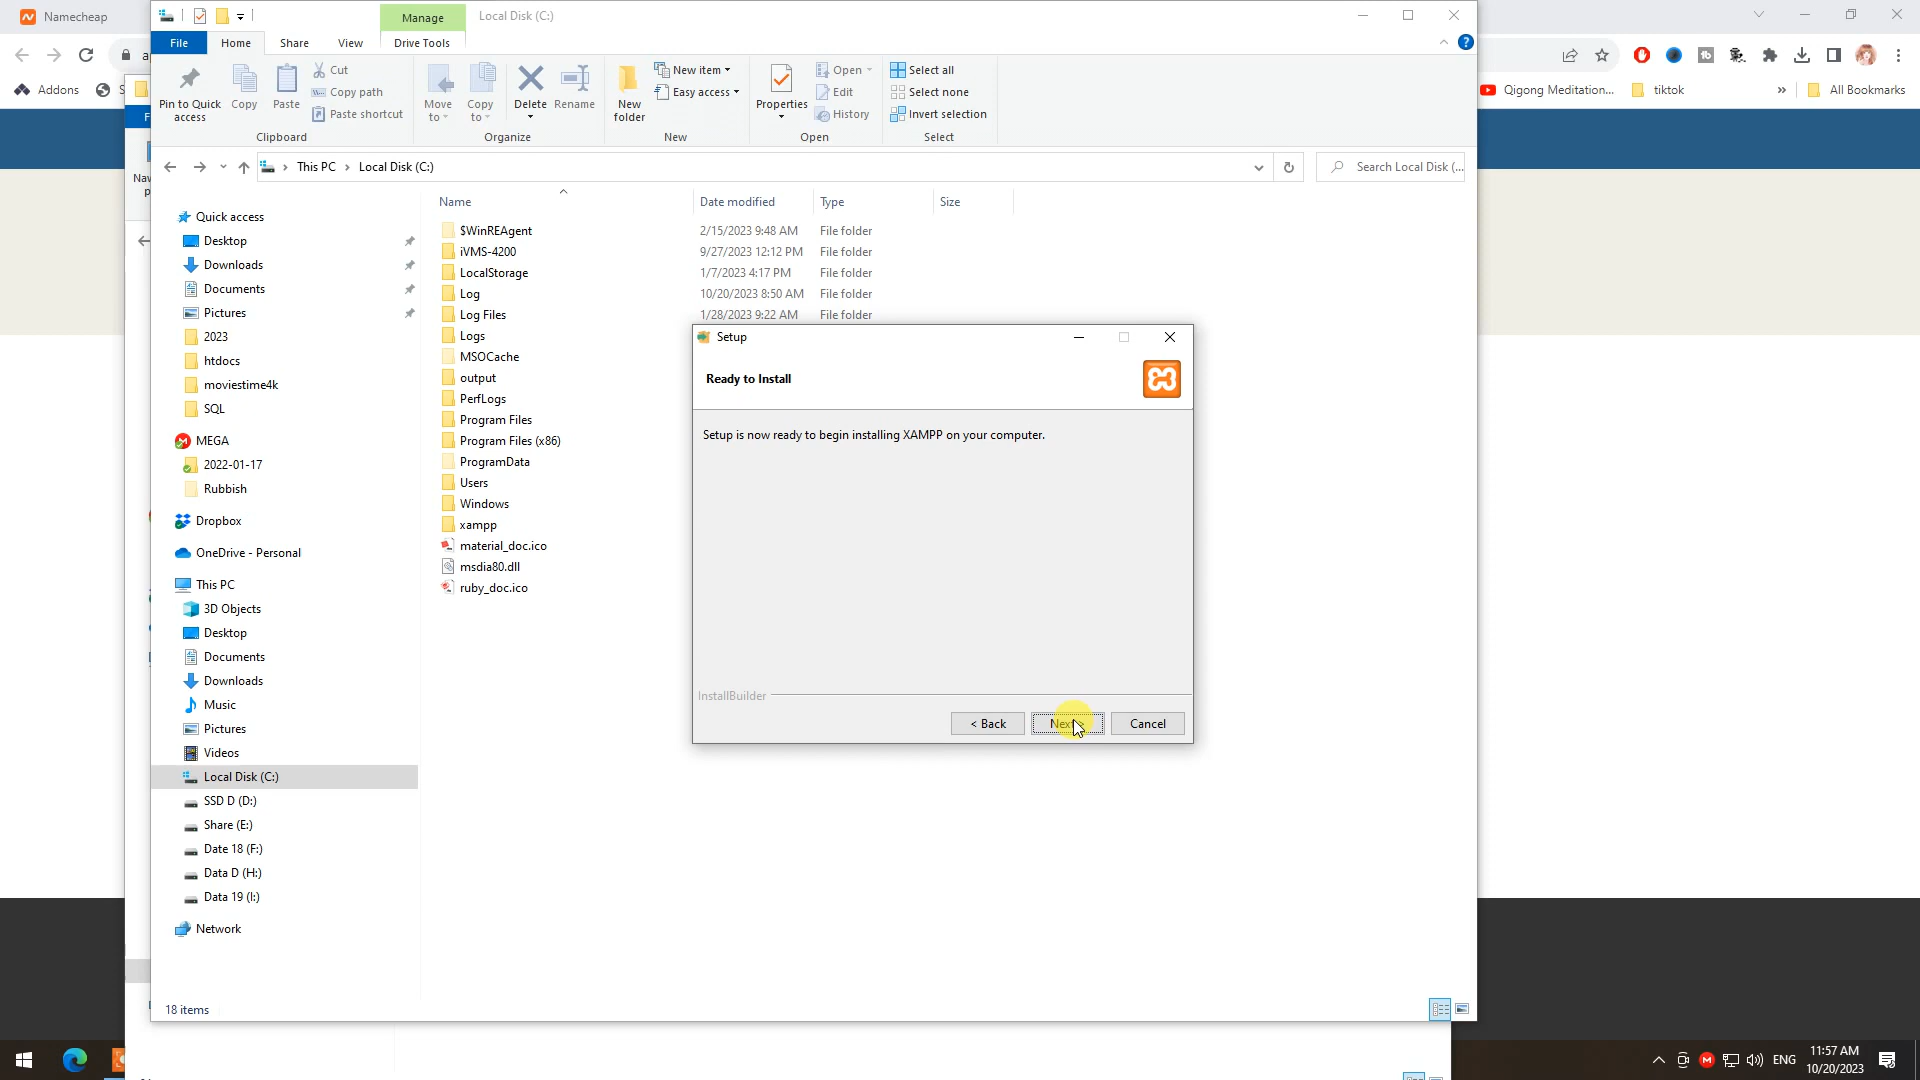 Namecheap
Manage
Local Disk (C:)
File
Home
Share
View
Drive Tools
Addons
Qigong Meditation...
tiktok
All Bookmarks
Pin to Quick access
Copy
Paste
Cut
Copy path
Paste shortcut
Move to
Copy to
Delete
Rename
New folder
New item
Easy access
Properties
Open
Edit
History
Select all
Select none
Invert selection
Clipboard
Organize
New
Open
Select
This PC
Local Disk (C:)
Search Local Disk (...
Name
Date modified
Type
Size
Quick access
Desktop
Downloads
Documents
Pictures
2023
htdocs
moviestime4k
SQL
MEGA
2022-01-17
Rubbish
Dropbox
OneDrive - Personal
This PC
3D Objects
Desktop
Documents
Downloads
Music
Pictures
Videos
Local Disk (C:)
SSD D (D:)
Share (E:)
Date 18 (F:)
Data D (H:)
Data 19 (I:)
Network
$WinREAgent 2/15/2023 9:48 AM File folder
iVMS-4200 9/27/2023 12:12 PM File folder
LocalStorage 1/7/2023 4:17 PM File folder
Log 10/20/2023 8:50 AM File folder
Log Files 1/28/2023 9:22 AM File folder
Logs
MSOCache
output
PerfLogs
Program Files
Program Files (x86)
ProgramData
Users
Windows
xampp
material_doc.ico
msdia80.dll
ruby_doc.ico
Setup
Ready to Install
Setup is now ready to begin installing XAMPP on your computer.
InstallBuilder
< Back
Next >
Cancel
18 items
ENG
11:57 AM
10/20/2023